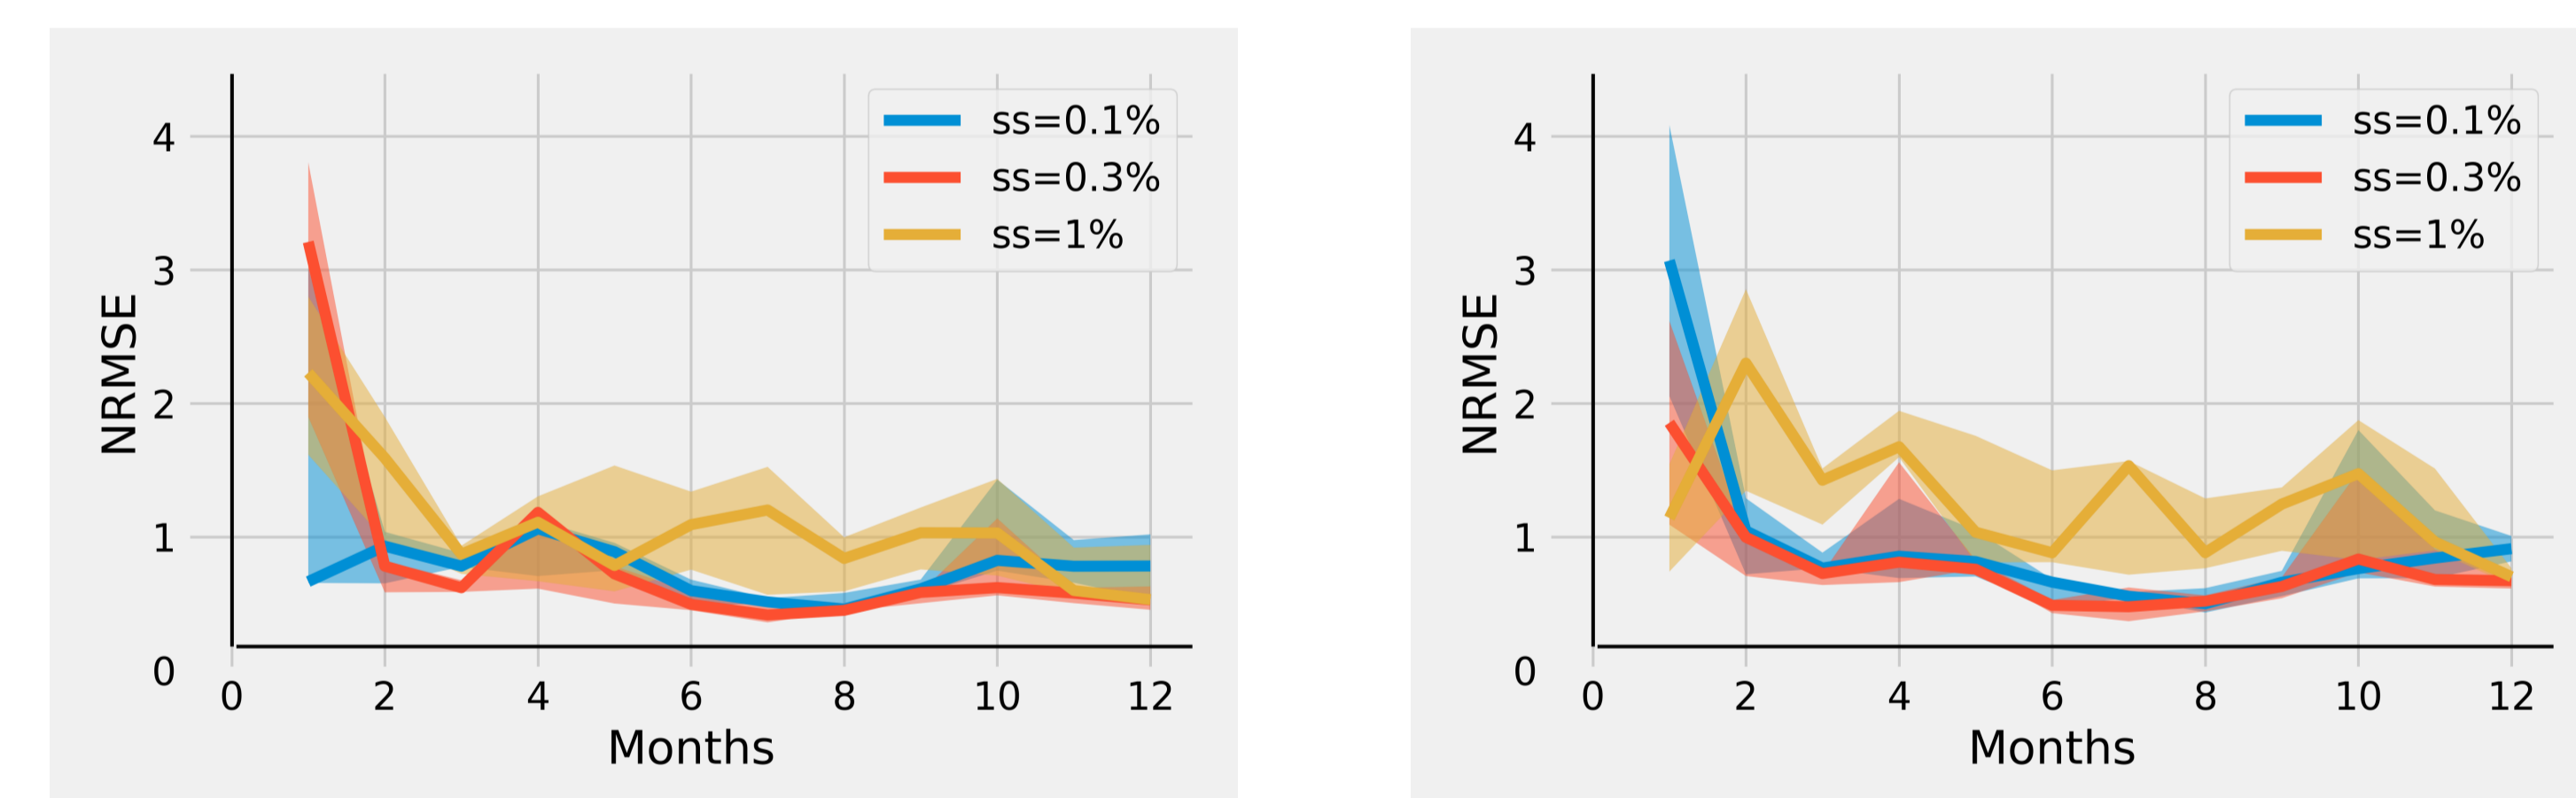 NRMSE
4
3
2
1
0
0 2 4 6 8 10 12
Months
ss=0.1%
ss=0.3%
ss=1%
NRMSE
4
3
2
1
0
0 2 4 6 8 10 12
Months
ss=0.1%
ss=0.3%
ss=1%